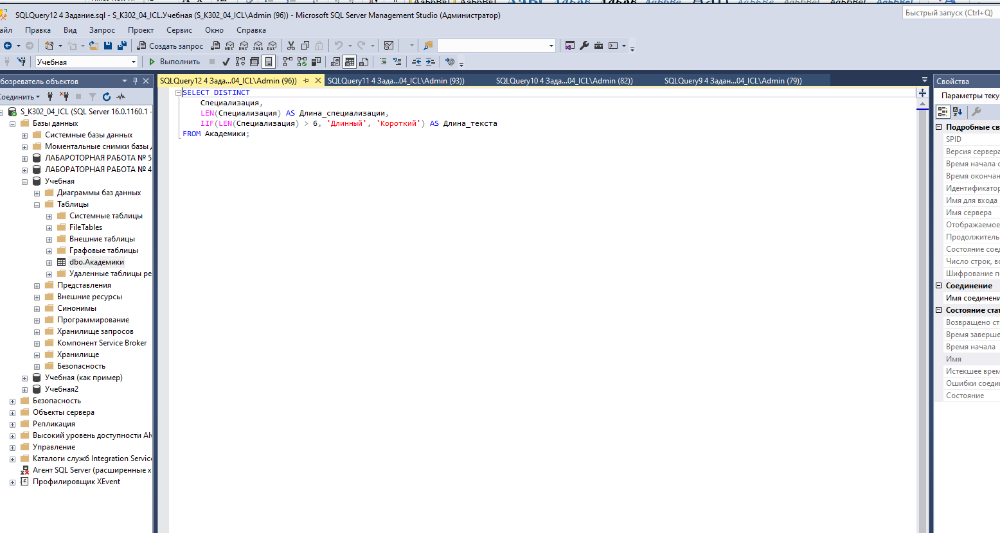 SQLQuery12 4 Задание.sql - S_K302_04_ICL.Учебная (S_K302_04_ICL\Admin (96)) - Microsoft SQL Server Management Studio (Администратор)
Быстрый запуск (Ctrl+Q)
айл Правка Вид Запрос Проект Сервис Окно Справка
Создать запрос MDX DMX XMLA DAX
Учебная Выполнить
бозреватель объектов
SQLQuery12 4 Зада...04_ICL\Admin (96)) SQLQuery11 4 Зада...04_ICL\Admin (93)) SQLQuery10 4 Зада...04_ICL\Admin (82)) SQLQuery9 4 Задан...04_ICL\Admin (79))
оединить
S_K302_04_ICL (SQL Server 16.0.1160.1 -
Базы данных
Системные базы данных
Моментальные снимки базы
ЛАБАРОТОРНАЯ РАБОТА № 5
ЛАБОРАТОРНАЯ РАБОТА № 4
Учебная
Диаграммы баз данных
Таблицы
Системные таблицы
FileTables
Внешние таблицы
Графовые таблицы
dbo.Академики
Удаленные таблицы ре
Представления
Внешние ресурсы
Синонимы
Программирование
Хранилище запросов
Компонент Service Broker
Хранилище
Безопасность
Учебная (как пример)
Учебная2
Безопасность
Объекты сервера
Репликация
Высокий уровень доступности Al
Управление
Каталоги служб Integration Servic
Агент SQL Server (расширенные х
Профилировщик XEvent
SELECT DISTINCT
Специализация,
LEN(Специализация) AS Длина_специализации,
IIF(LEN(Специализация) > 6, 'Длинный', 'Короткий') AS Длина_текста
FROM Академики;
Свойства
Параметры теку
Подробные св
SPID
Версия сервера
Время начала с
Время окончан
Идентификатор
Имя для входа
Имя сервера
Отображаемое
Продолжитель
Состояние соед
Число строк, во
Шифрование п
Соединение
Имя соединени
Состояние стат
Возвращено ст
Время заверше
Время начала
Имя
Истекшее врем
Ошибки соеди
Состояние